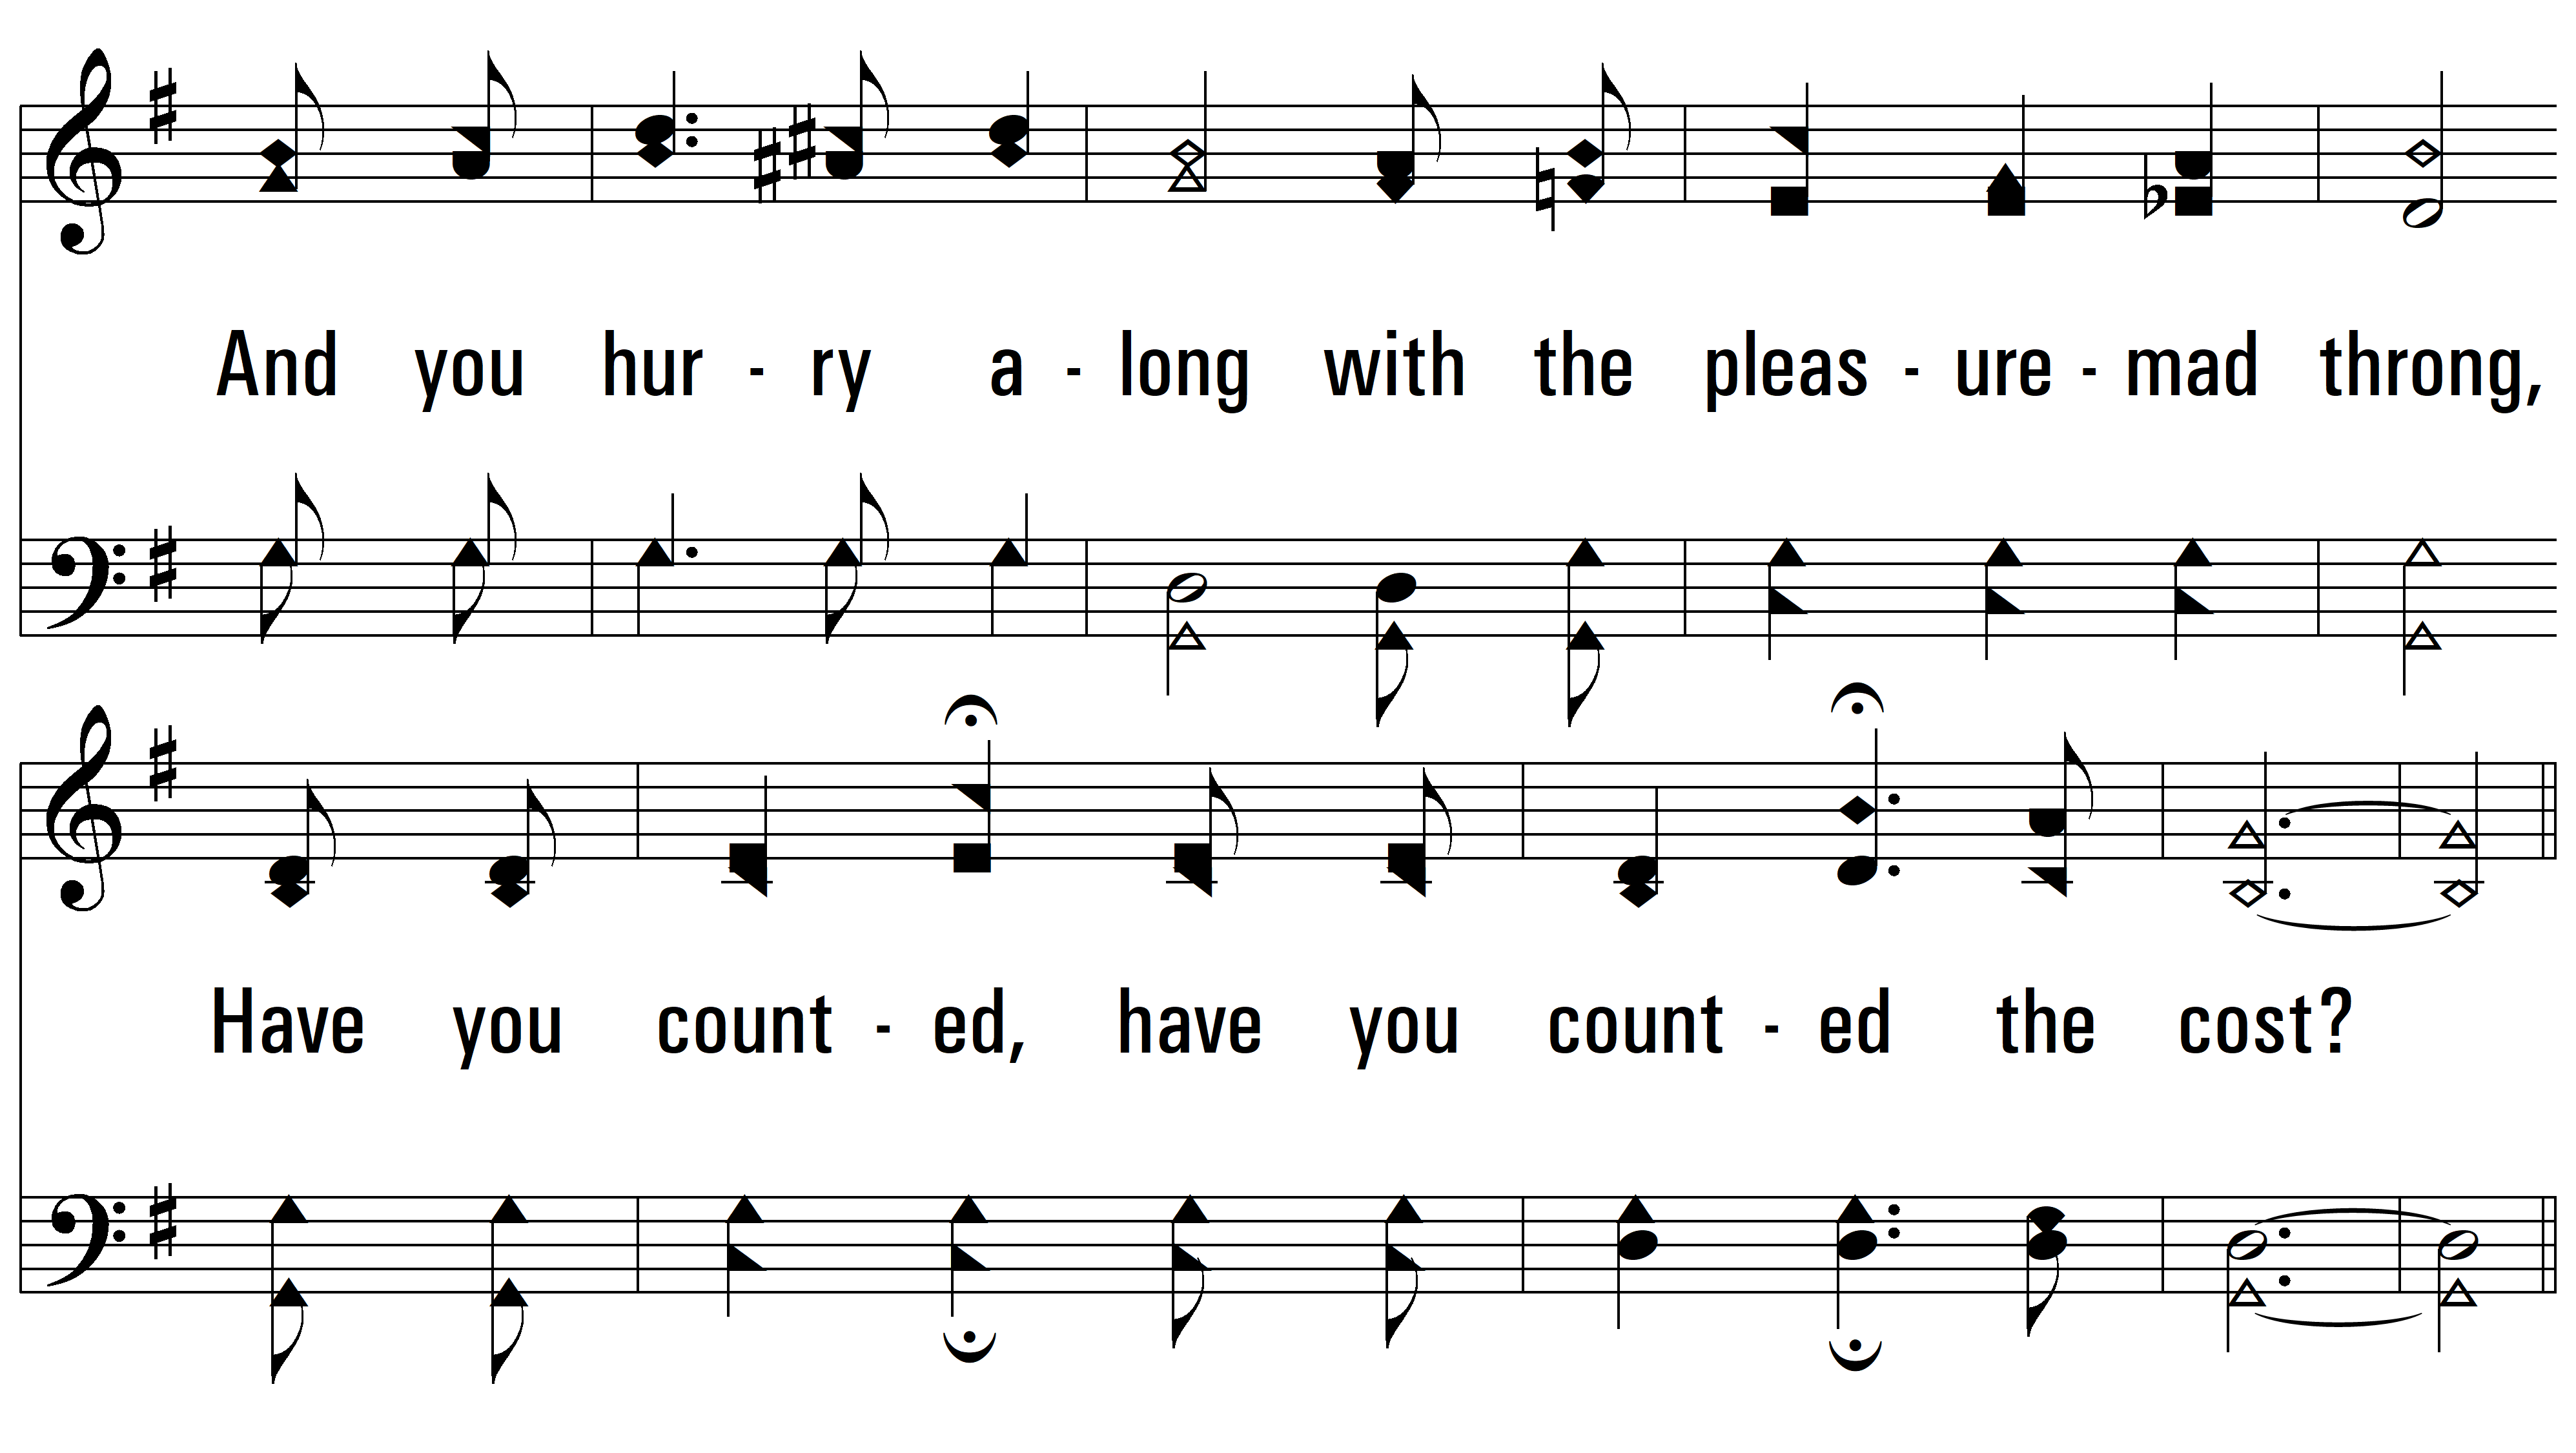 And you hur - ry a - long with the pleas - ure - mad throng,
Have you count - ed, have you count - ed the cost?